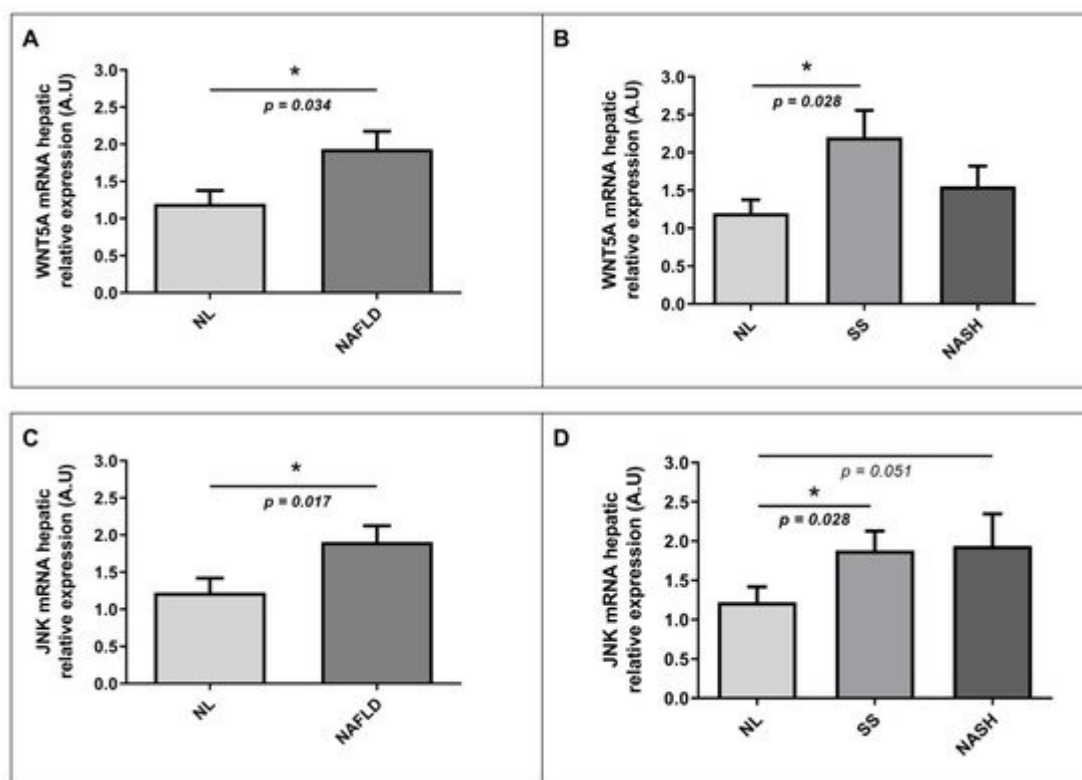 A
WNT5A mRNA hepatic
relative expression (A.U)
3.0
2.5
2.0
1.5
1.0
0.5
0.0
*
p = 0.034
NL
NAFLD
B
WNT5A mRNA hepatic
relative expression (A.U)
3.0
2.5
2.0
1.5
1.0
0.5
0.0
*
p = 0.028
NL
SS
NASH
C
JNK mRNA hepatic
relative expression (A.U)
3.0
2.5
2.0
1.5
1.0
0.5
0.0
*
p = 0.017
NL
NAFLD
D
JNK mRNA hepatic
relative expression (A.U)
3.0
2.5
2.0
1.5
1.0
0.5
0.0
p = 0.051
*
p = 0.028
NL
SS
NASH